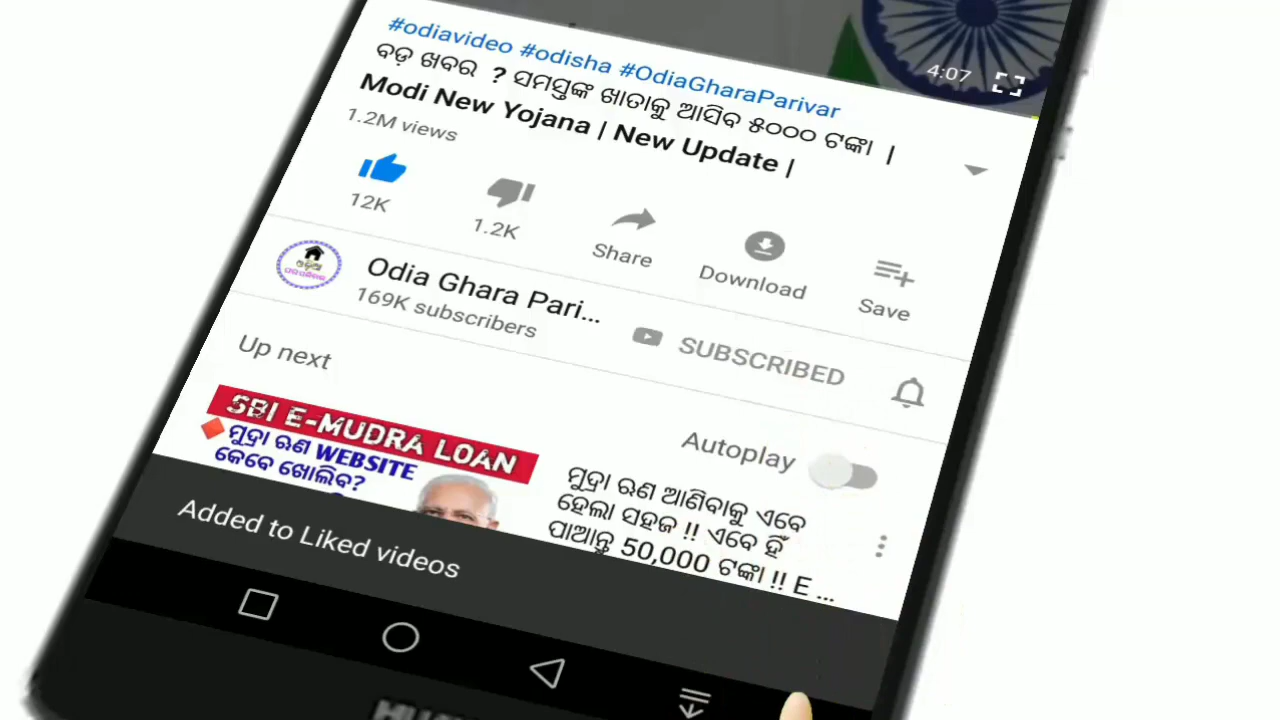 4:07
#odiavideo #odisha #OdiaGharaParivar
ବଡ଼ ଖବର ? ସମସ୍ତଙ୍କ ଖାତାକୁ ଆସିବ ୫୦୦୦ ଟଙ୍କା |
Modi New Yojana | New Update |
1.2M views
12K
1.2K
Share
Download
Save
Odia Ghara Pari...
169K subscribers
SUBSCRIBED
Up next
Autoplay
SBI E-MUDRA LOAN
ମୁଦ୍ରା ଋଣ WEBSITE
କେବେ ଖୋଲିବ?
ମୁଦ୍ରା ଋଣ ଆଣିବାକୁ ଏବେ
ହେଲା ସହଜ !! ଏବେ ହିଁ
ପାଆନ୍ତୁ 50,000 ଟଙ୍କା !! E ...
Added to Liked videos